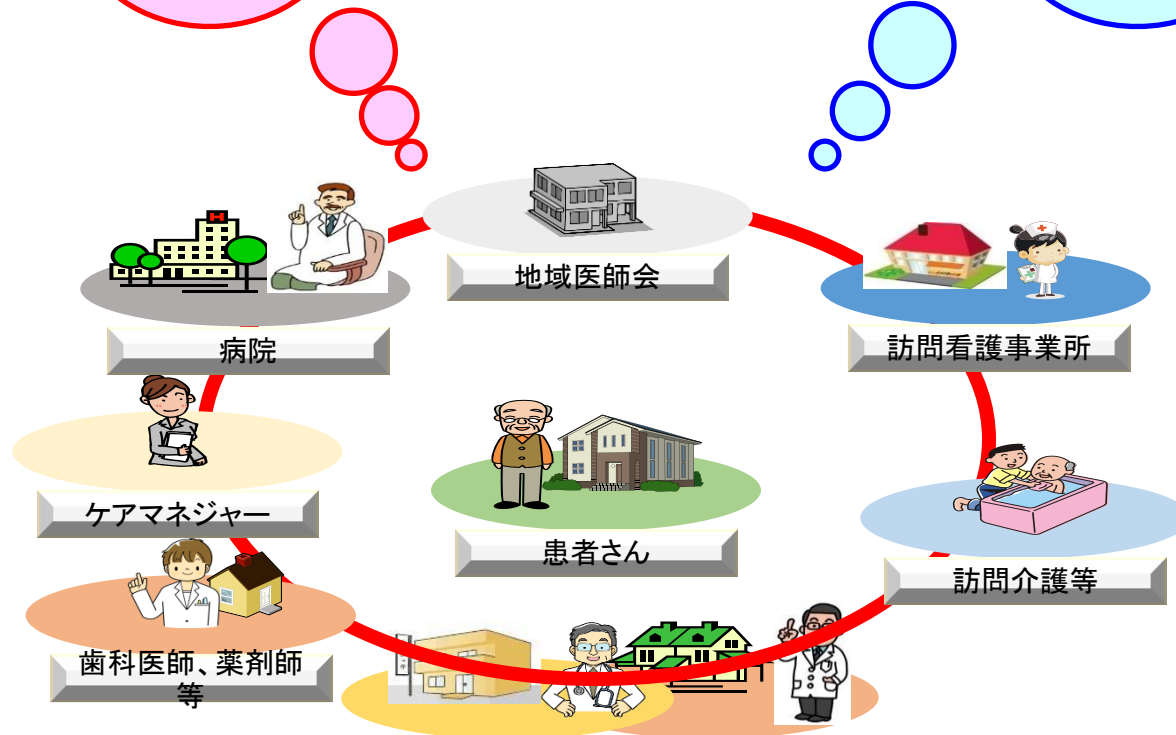 地域医師会
病院
訪問看護事業所
ケアマネジャー
患者さん
訪問介護等
歯科医師、薬剤師
等
H